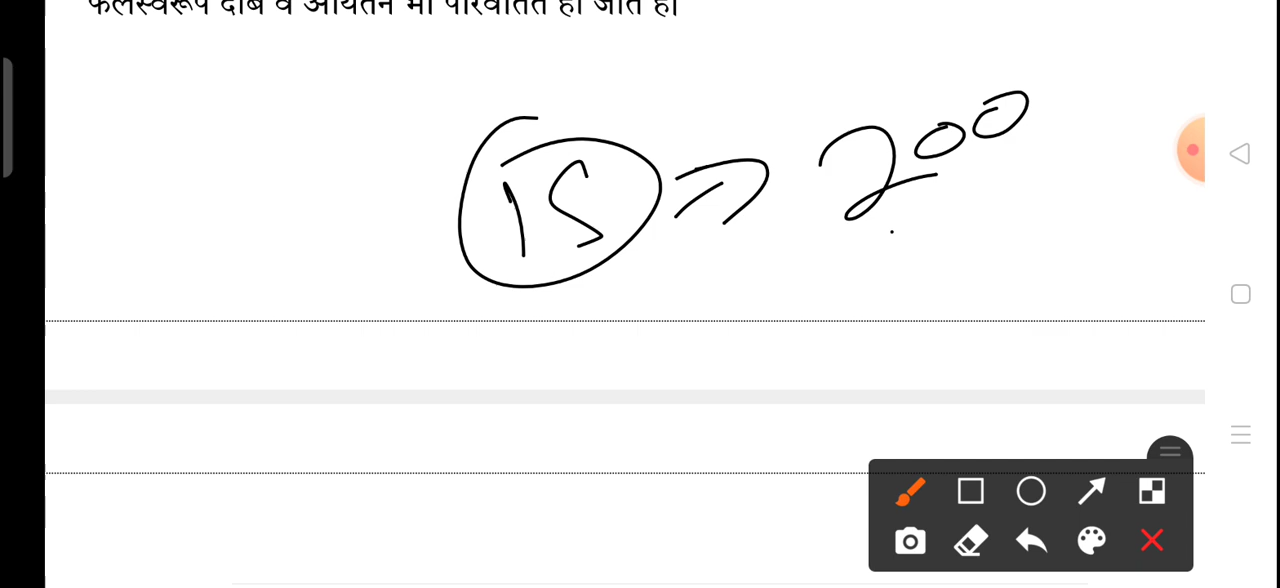 फलस्वरूप दाब व आयतन भी परिवर्तित हो जाते हैं।
15 => 200